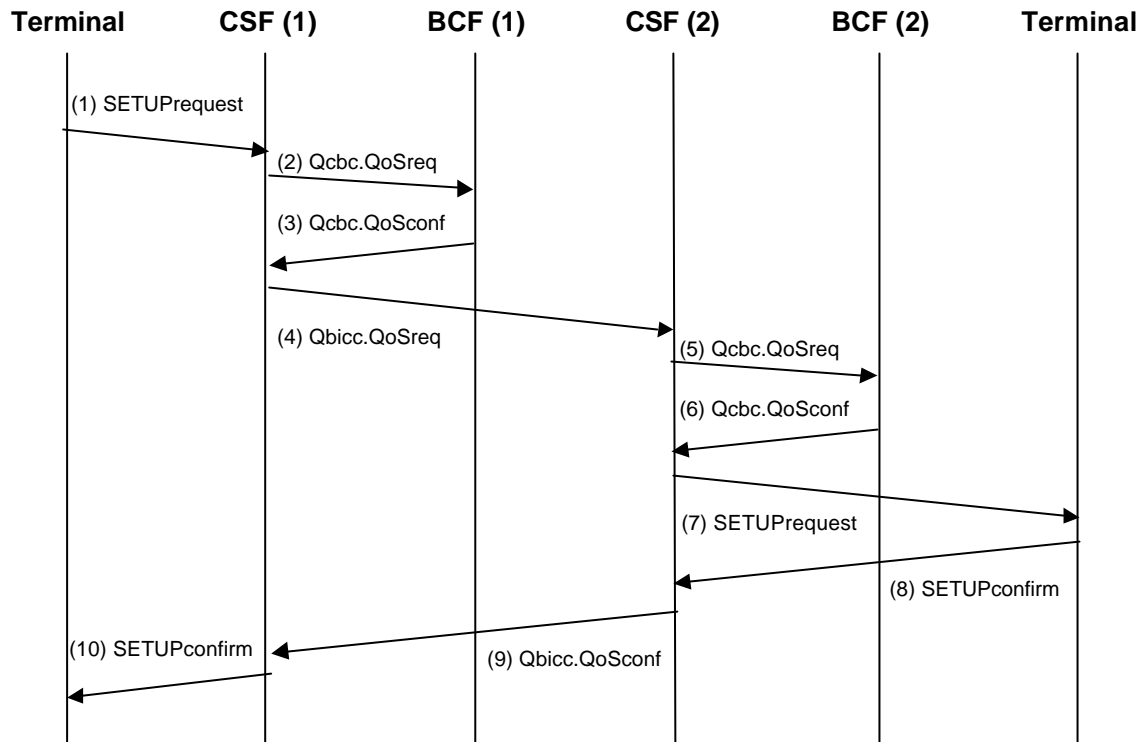 Terminal CSF (1) BCF (1) CSF (2) BCF (2) Terminal
(1) SETUPrequest
(2) Qcbc.QoSreq
(3) Qcbc.QoSconf
(4) Qbicc.QoSreq
(5) Qcbc.QoSreq
(6) Qcbc.QoSconf
(7) SETUPrequest
(8) SETUPconfirm
(9) Qbicc.QoSconf
(10) SETUPconfirm